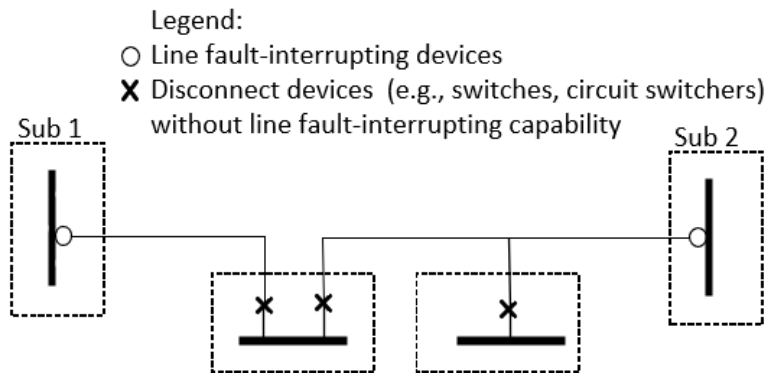 Legend:
Line fault-interrupting devices
Disconnect devices (e.g., switches, circuit switchers)
without line fault-interrupting capability
Sub 1
Sub 2